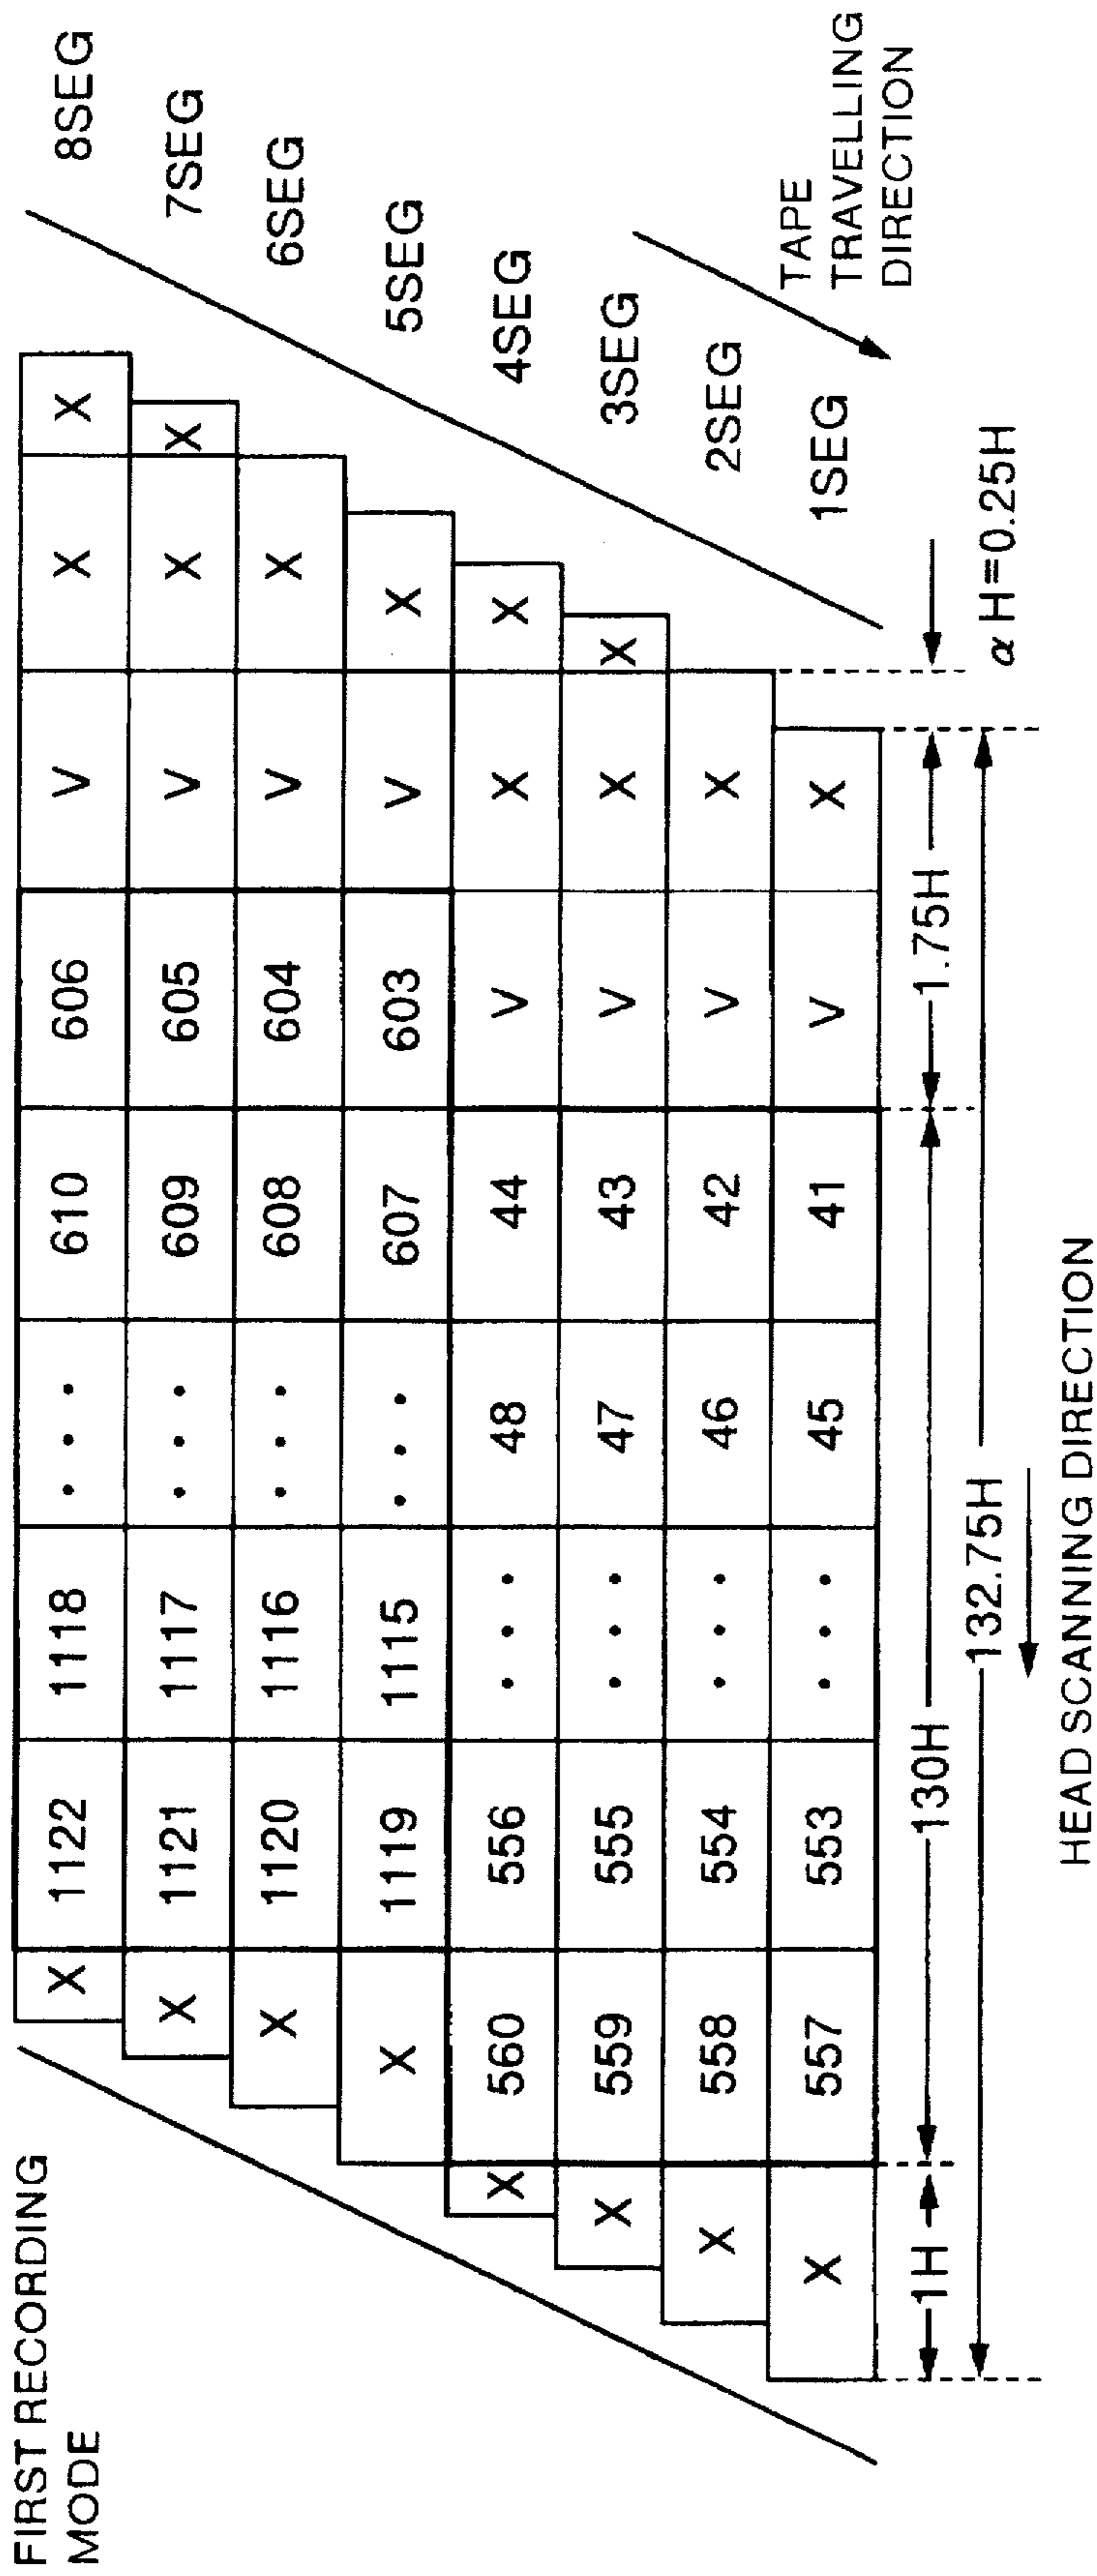 FIRST RECORDING
MODE
X 1122 1118 ... 610 606 V X X 8SEG
X 1121 1117 ... 609 605 V X X 7SEG
X 1120 1116 ... 608 604 V X 6SEG
X 1119 1115 ... 607 603 V X 5SEG
X 560 556 ... 48 44 V X X 4SEG
X 559 555 ... 47 43 V X X 3SEG
X 558 554 ... 46 42 V X 2SEG
X 557 553 ... 45 41 V X 1SEG
TAPE
TRAVELLING
DIRECTION
1H 130H 1.75H
132.75H α H=0.25H
HEAD SCANNING DIRECTION